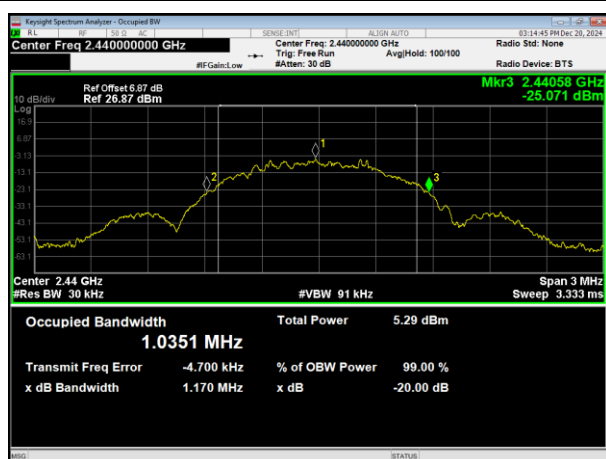 Keysight Spectrum Analyzer - Occupied BW
RL RF 50 Ω AC SENSE:INT ALIGN AUTO 03:14:45 PM Dec 20, 2024
Center Freq 2.440000000 GHz Center Freq: 2.440000000 GHz Radio Std: None
Trig: Free Run Avg|Hold: 100/100
#IFGain:Low #Atten: 30 dB Radio Device: BTS
Ref Offset 6.87 dB Mkr3 2.44058 GHz
10 dB/div Ref 26.87 dBm -25.071 dBm
Log
16.9
6.87
-3.13
-13.1
-23.1
-33.1
-43.1
-53.1
-63.1
1
2
3
Center 2.44 GHz Span 3 MHz
#Res BW 30 kHz #VBW 91 kHz Sweep 3.333 ms
Occupied Bandwidth Total Power 5.29 dBm
1.0351 MHz
Transmit Freq Error -4.700 kHz % of OBW Power 99.00 %
x dB Bandwidth 1.170 MHz x dB -20.00 dB
MSG STATUS